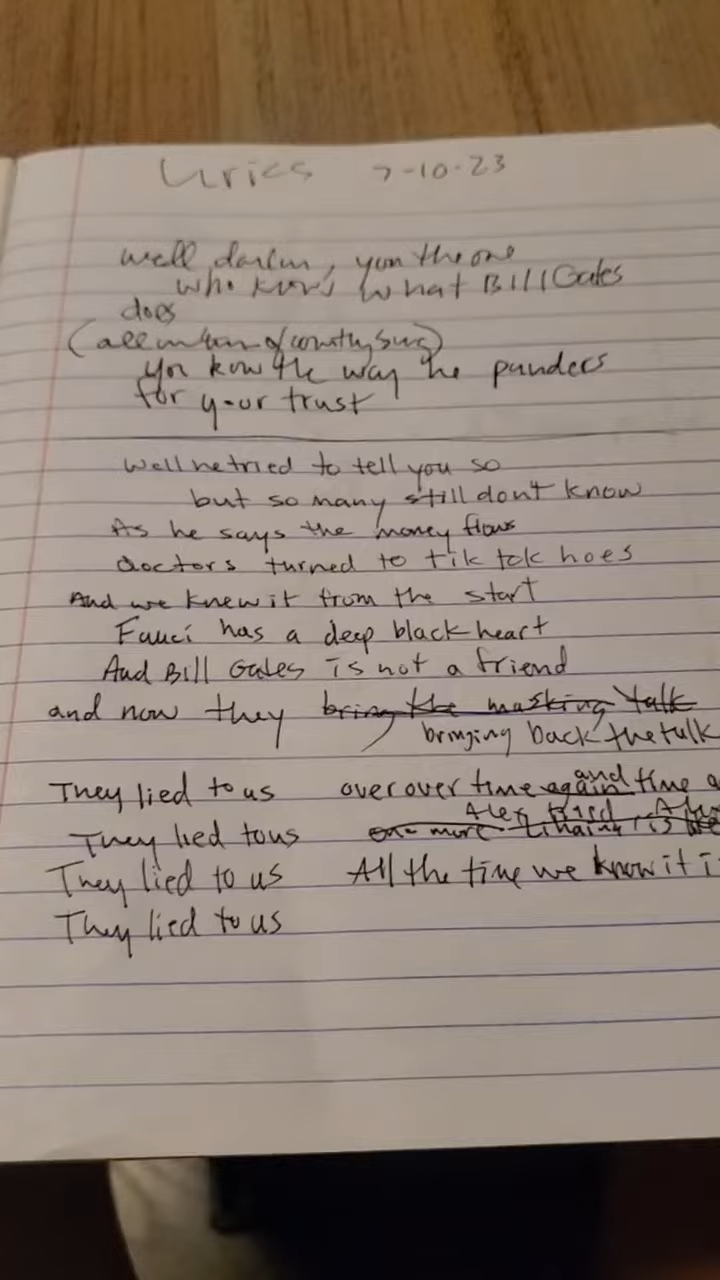 Lyrics 7-10-23
well darlin, your the one
who knows what Bill Gates
does
you know the way he panders
for your trust
Well he tried to tell you so
but so many still dont know
As he says the money flows
doctors turned to tik tok hoes
And we knew it from the start
Fauci has a deep black heart
And Bill Gates is not a friend
and now they bring the masking talk
bringing back the talk
They lied to us over over time again and time
They lied to us one more
Alex tried
They lied to us All the time we know it
They lied to us